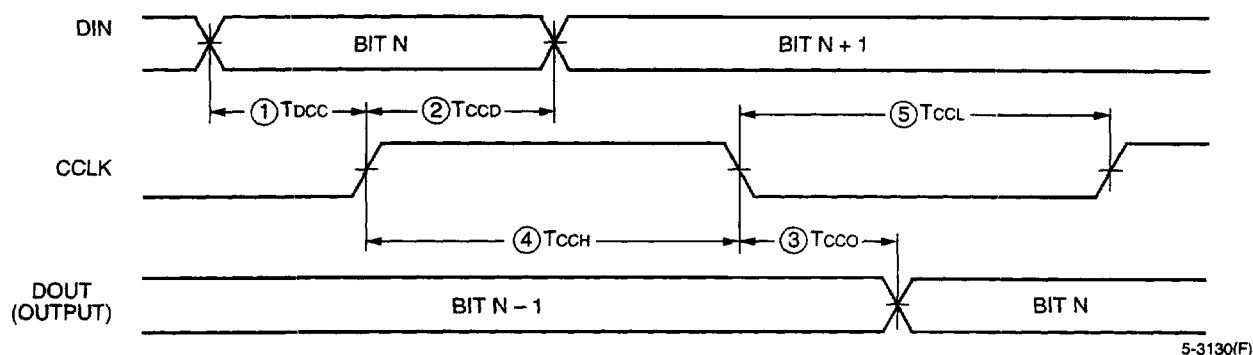 DIN
BIT N
BIT N + 1
① TDCC
② TCCD
⑤ TCCL
CCLK
④ TCCH
③ TCCO
DOUT
(OUTPUT)
BIT N – 1
BIT N
5-3130(F)